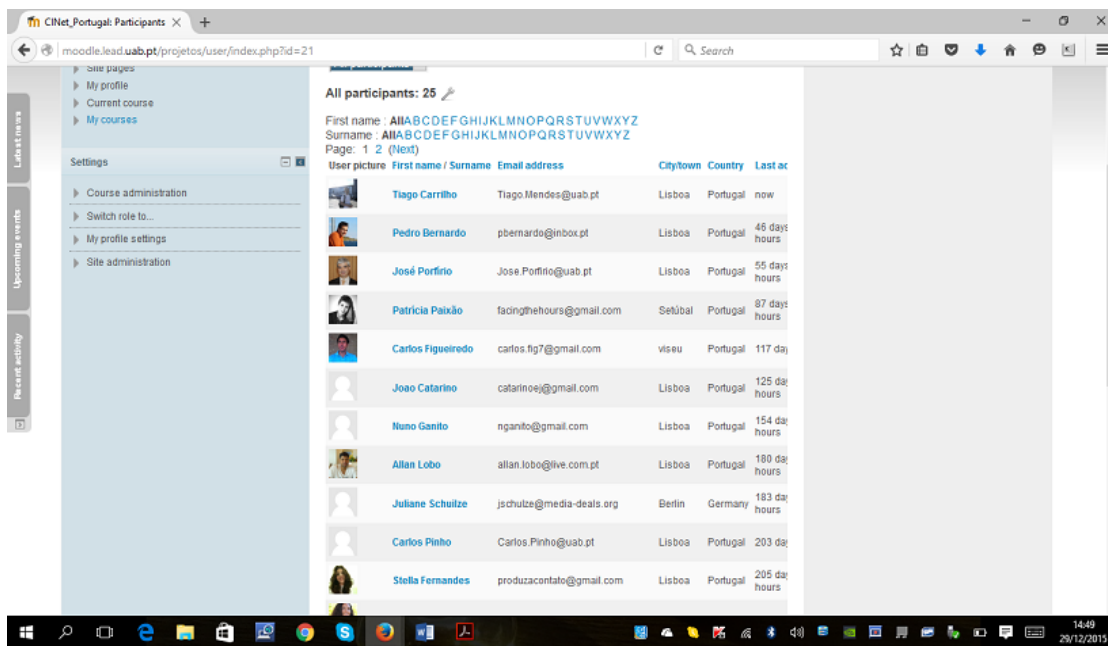 CINet_Portugal: Participants
moodle.lead.uab.pt/projetos/user/index.php?id=21
Search
Site pages
My profile
Current course
My courses
Settings
Course administration
Switch role to...
My profile settings
Site administration
Latest news
Upcoming events
Recent activity
All participants: 25
First name : AllABCDEFGHIJKLMNOPQRSTUVWXYZ
Surname : AllABCDEFGHIJKLMNOPQRSTUVWXYZ
Page: 1 2 (Next)
User picture First name / Surname Email address City/town Country Last ac
Tiago Carrilho Tiago.Mendes@uab.pt Lisboa Portugal now
Pedro Bernardo pbernardo@inbox.pt Lisboa Portugal 46 days
hours
José Porfírio Jose.Porfirio@uab.pt Lisboa Portugal 55 days
hours
Patrícia Paixão facingthehours@gmail.com Setúbal Portugal 87 days
hours
Carlos Figueiredo carlos.fig7@gmail.com viseu Portugal 117 day
Joao Catarino catarinoej@gmail.com Lisboa Portugal 125 day
hours
Nuno Ganito nganito@gmail.com Lisboa Portugal 154 day
hours
Allan Lobo allan.lobo@live.com.pt Lisboa Portugal 180 day
hours
Juliane Schulze jschulze@media-deals.org Berlin Germany 183 day
hours
Carlos Pinho Carlos.Pinho@uab.pt Lisboa Portugal 203 day
Stella Fernandes produzacontato@gmail.com Lisboa Portugal 205 day
hours
14:49
29/12/2015